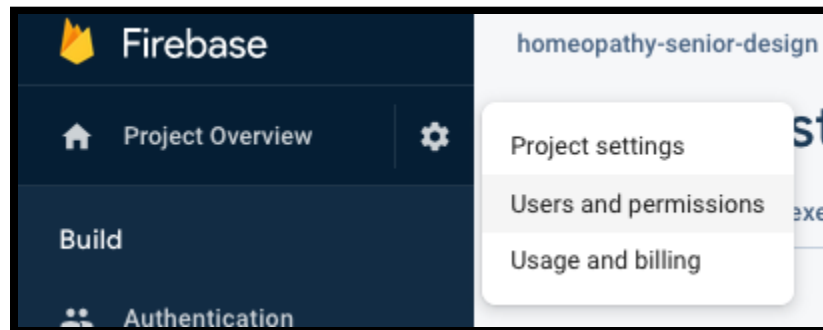 Firebase
Project Overview
Build
Authentication
homeopathy-senior-design
Project settings
Users and permissions
Usage and billing